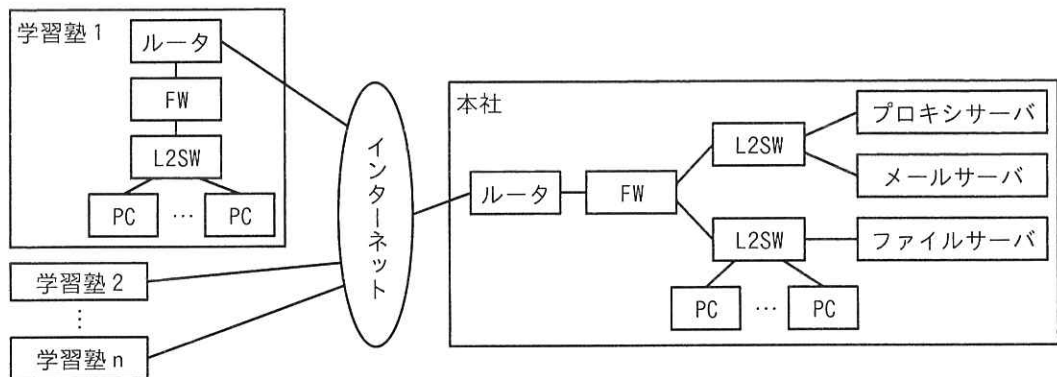 学習塾1
ルータ
FW
L2SW
PC … PC
学習塾2
⋮
学習塾n
インターネット
本社
ルータ
FW
L2SW
プロキシサーバ
メールサーバ
L2SW
ファイルサーバ
PC … PC